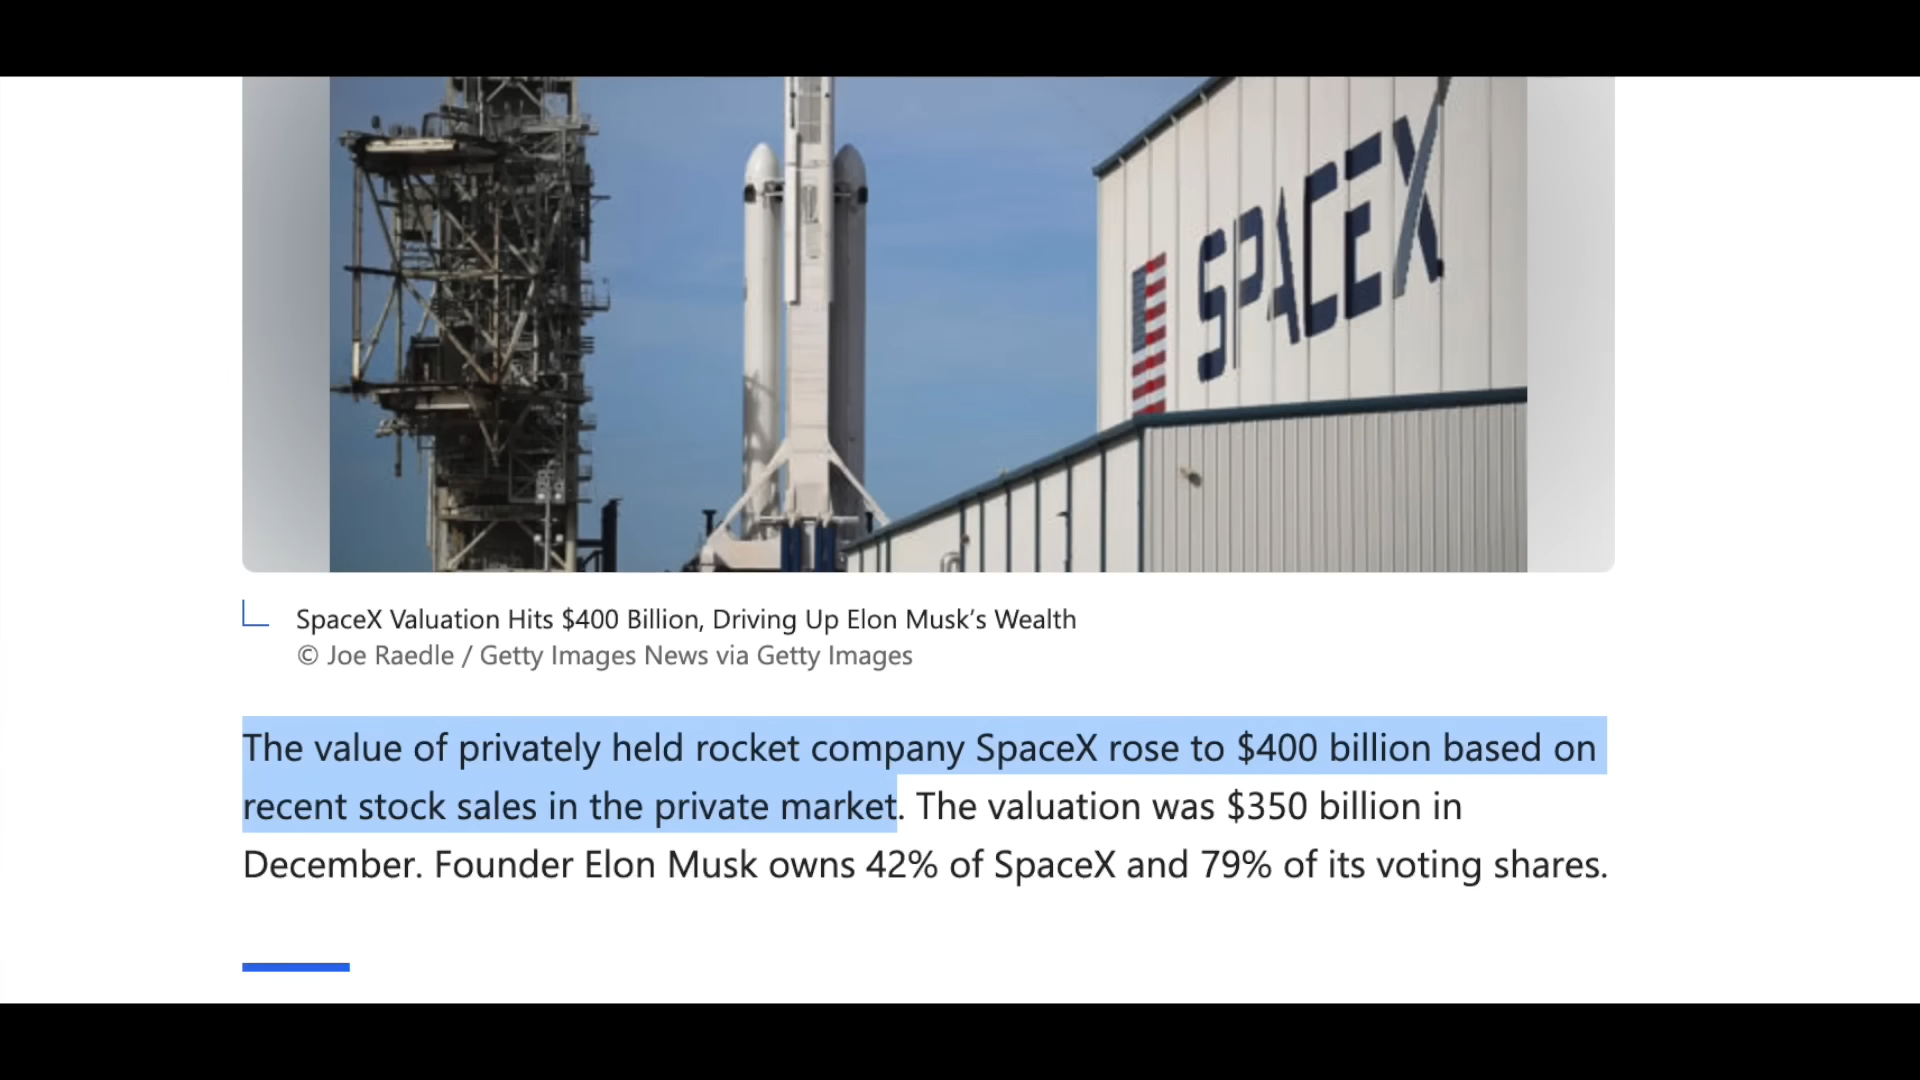 SPACEX
SpaceX Valuation Hits $400 Billion, Driving Up Elon Musk’s Wealth
© Joe Raedle / Getty Images News via Getty Images
The value of privately held rocket company SpaceX rose to $400 billion based on
recent stock sales in the private market. The valuation was $350 billion in
December. Founder Elon Musk owns 42% of SpaceX and 79% of its voting shares.